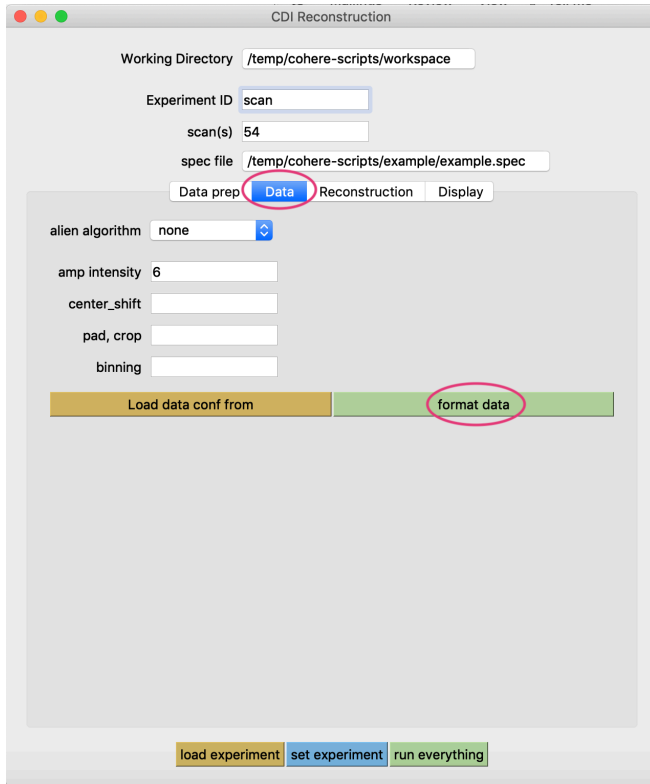 CDI Reconstruction
Working Directory /temp/cohere-scripts/workspace
Experiment ID scan
scan(s) 54
spec file /temp/cohere-scripts/example/example.spec
Data prep Data Reconstruction Display
alien algorithm none
amp intensity 6
center_shift
pad, crop
binning
Load data conf from format data
load experiment set experiment run everything